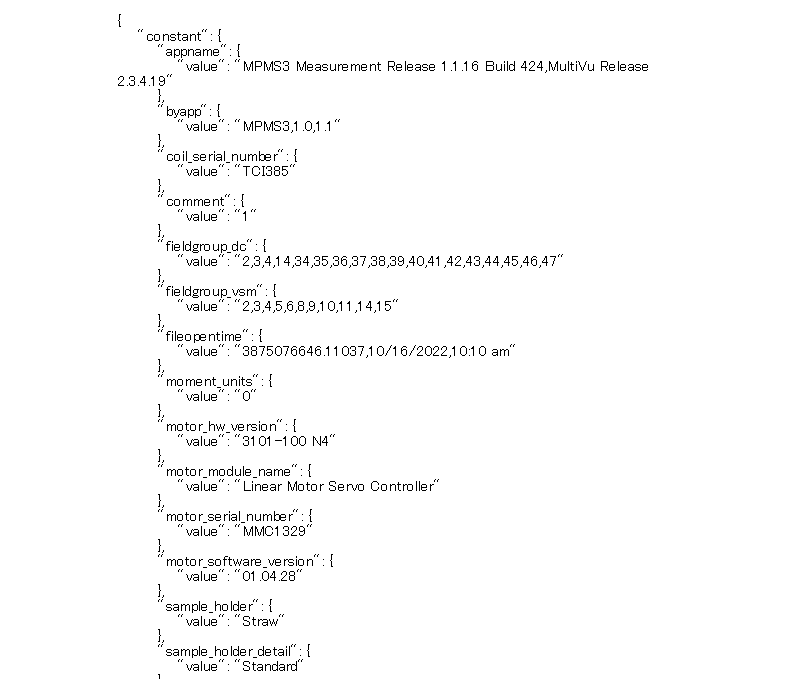 {
"constant": {
"appname": {
"value": "MPMS3 Measurement Release 1.1.16 Build 424,MultiVu Release
2.3.4.19"
},
"byapp": {
"value": "MPMS3,1.0,1.1"
},
"coil_serial_number": {
"value": "TCI385"
},
"comment": {
"value": "1"
},
"fieldgroup_dc": {
"value": "2,3,4,14,34,35,36,37,38,39,40,41,42,43,44,45,46,47"
},
"fieldgroup_vsm": {
"value": "2,3,4,5,6,8,9,10,11,14,15"
},
"fileopentime": {
"value": "3875076646.11037,10/16/2022,10:10 am"
},
"moment_units": {
"value": "0"
},
"motor_hw_version": {
"value": "3101-100 N4"
},
"motor_module_name": {
"value": "Linear Motor Servo Controller"
},
"motor_serial_number": {
"value": "MMC1329"
},
"motor_software_version": {
"value": "01.04.28"
},
"sample_holder": {
"value": "Straw"
},
"sample_holder_detail": {
"value": "Standard"